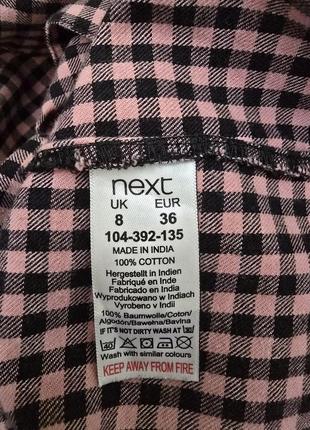 next
UK EUR
8 36
104-392-135
MADE IN INDIA
100% COTTON
Hergestellt in Indien
Fabriqué en Inde
Fabricado en India
Wyprodukowano w Indiach
Vyrobeno v Indii
100% Baumwolle/Coton/
Algodón/Bawełna/Bavlna
IF IT'S NOT DIRTY WASH AT 30
40
Wash with similar colours
KEEP AWAY FROM FIRE